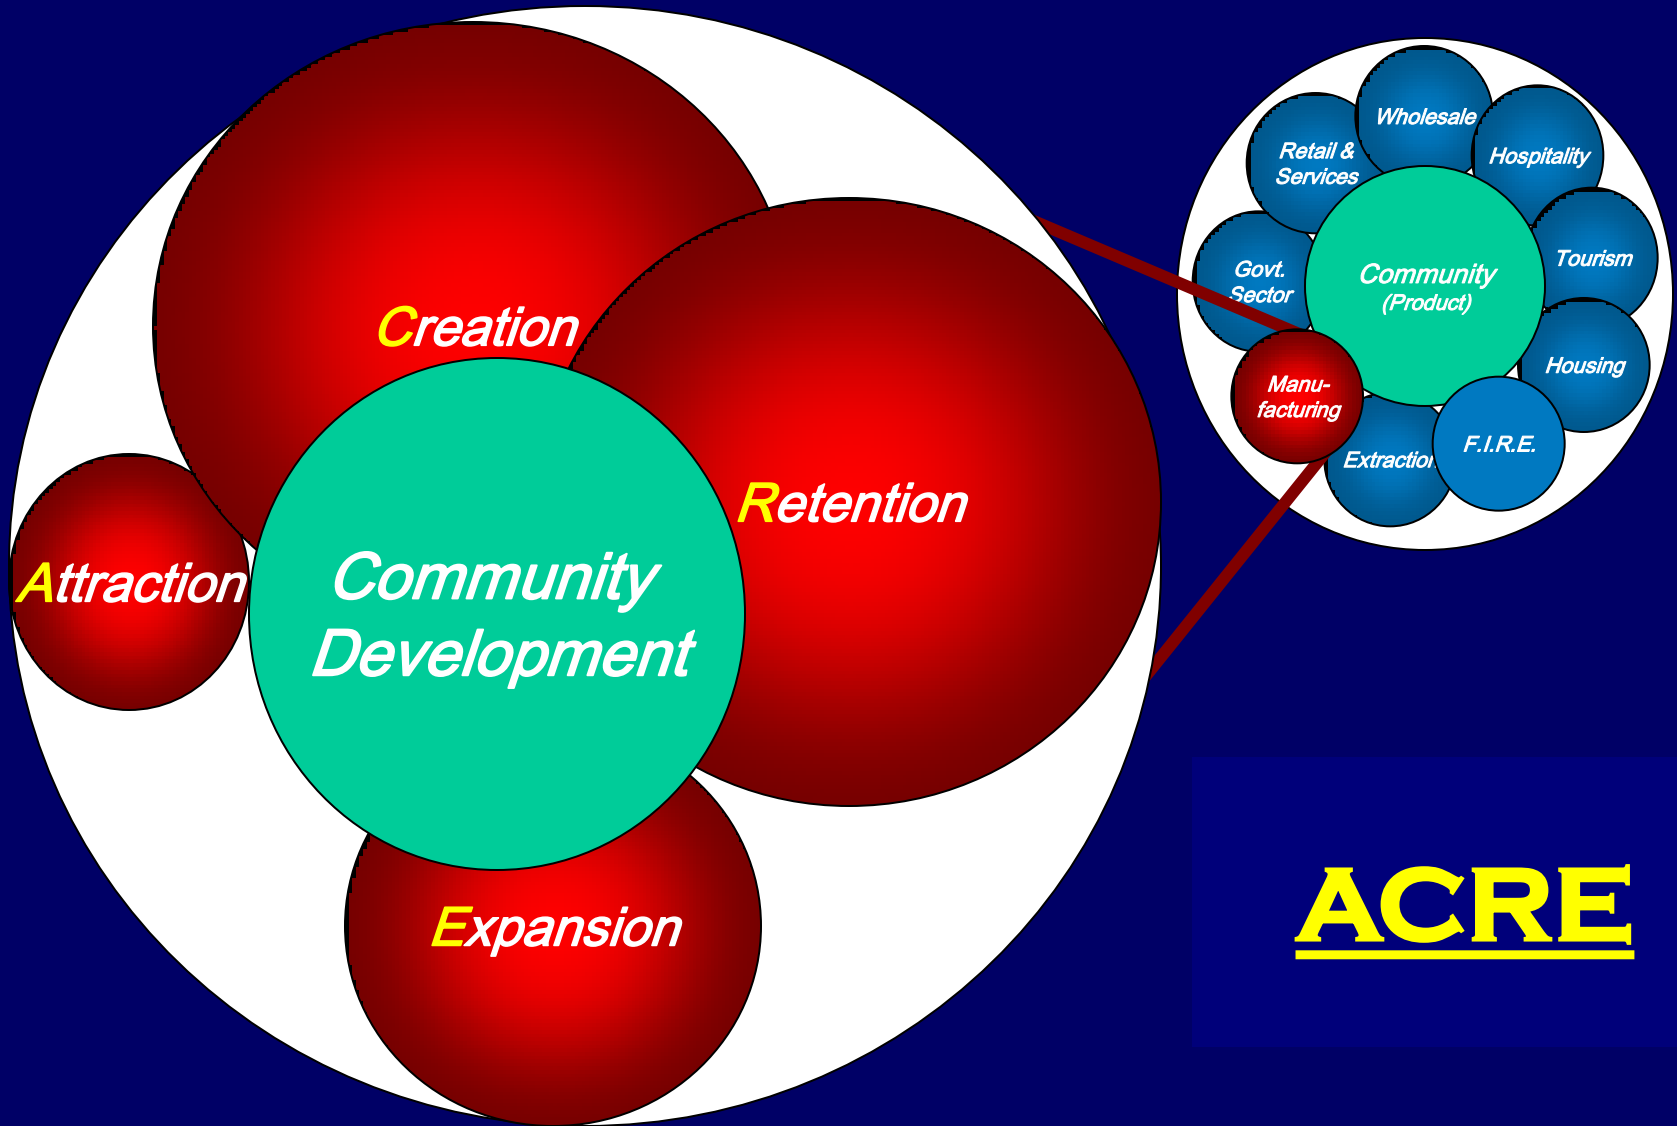 Creation
Retention
Attraction
Community
Development
Expansion
Wholesale
Retail &
Services
Hospitality
Govt.
Sector
Community
(Product)
Tourism
Manu-
facturing
Housing
Extraction
F.I.R.E.
ACRE